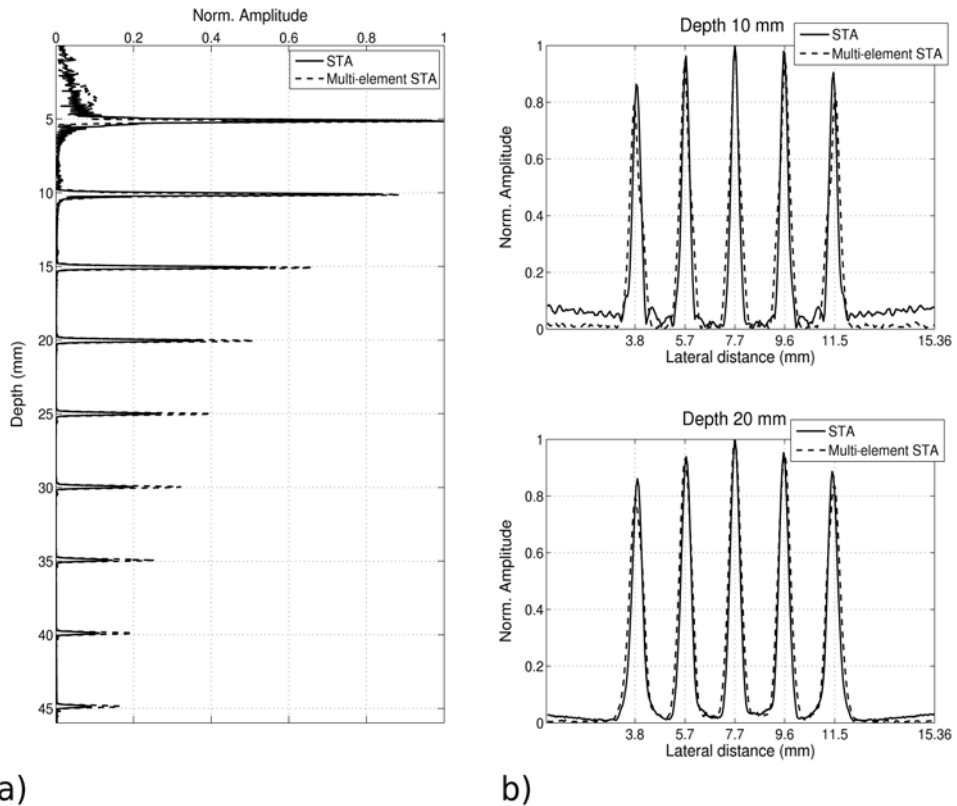 Norm. Amplitude
0 0.2 0.4 0.6 0.8 1
STA
Multi-element STA
Depth (mm)
5
10
15
20
25
30
35
40
45
a)
Depth 10 mm
STA
Multi-element STA
Norm. Amplitude
1
0.8
0.6
0.4
0.2
0
3.8 5.7 7.7 9.6 11.5 15.36
Lateral distance (mm)
Depth 20 mm
STA
Multi-element STA
Norm. Amplitude
1
0.8
0.6
0.4
0.2
0
3.8 5.7 7.7 9.6 11.5 15.36
Lateral distance (mm)
b)